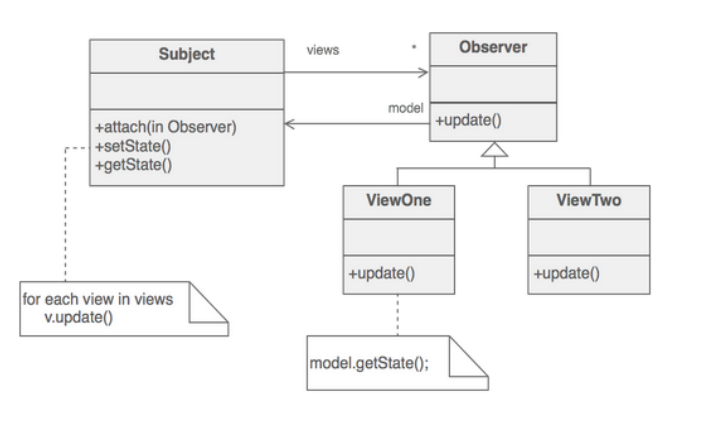 Subject
views
*
Observer
model
+attach(in Observer)
+setState()
+getState()
+update()
ViewOne
ViewTwo
+update()
+update()
for each view in views
v.update()
model.getState();